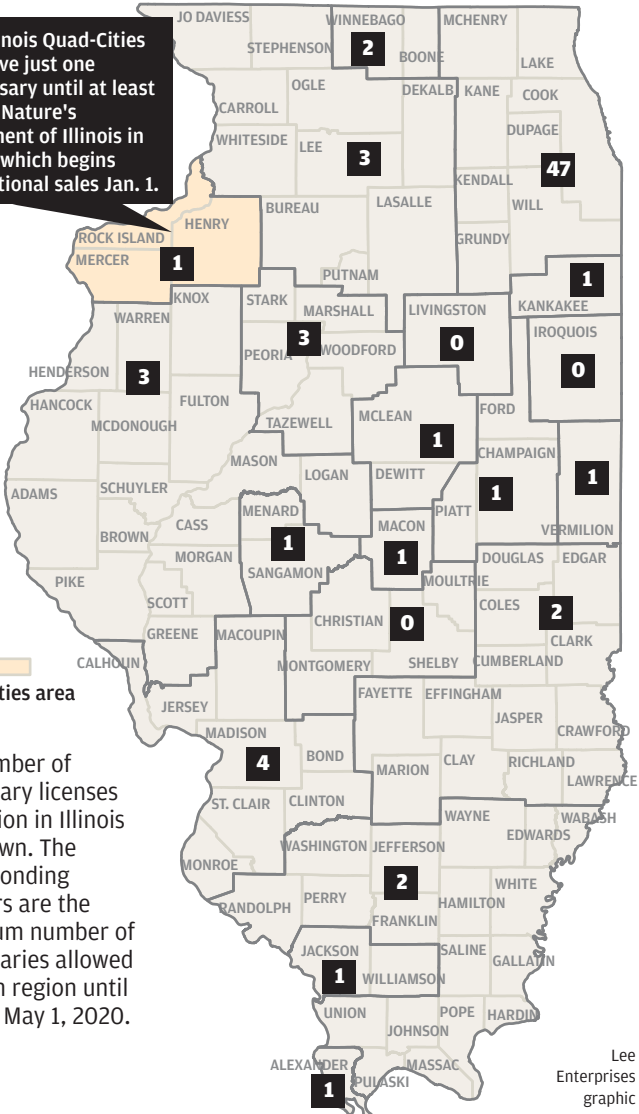 linois Quad-Cities
ve just one
sary until at least
Nature's
ment of Illinois in
which begins
tional sales Jan. 1.
JO DAVIESS
STEPHENSON
WINNEBAGO
2
BOONE
MCHENRY
LAKE
CARROLL
OGLE
DEKALB
KANE
COOK
DUPAGE
47
WHITESIDE
LEE
3
KENDALL
WILL
ROCK ISLAND
HENRY
MERCER
1
BUREAU
LASALLE
GRUNDY
PUTNAM
1
KANKAKEE
KNOX
STARK
MARSHALL
LIVINGSTON
0
IROQUOIS
0
WARREN
PEORIA
3
WOODFORD
HENDERSON
3
HANCOCK
MCDONOUGH
FULTON
TAZEWELL
MCLEAN
1
FORD
CHAMPAIGN
1
1
VERMILION
MASON
LOGAN
DEWITT
PIATT
ADAMS
SCHUYLER
BROWN
CASS
MENARD
1
SANGAMON
MACON
1
MORGAN
MOULTRIE
DOUGLAS
EDGAR
PIKE
SCOTT
COLES
2
CHRISTIAN
0
CLARK
GREENE
MACOUPIN
MONTGOMERY
SHELBY
CUMBERLAND
CALHOUN
JERSEY
FAYETTE
EFFINGHAM
JASPER
CRAWFORD
MADISON
4
BOND
MARION
CLAY
RICHLAND
LAWRENCE
ST. CLAIR
CLINTON
WAYNE
EDWARDS
WABASH
MONROE
WASHINGTON
JEFFERSON
2
FRANKLIN
HAMILTON
WHITE
RANDOLPH
PERRY
JACKSON
1
WILLIAMSON
SALINE
GALLATIN
UNION
JOHNSON
POPE
HARDIN
ALEXANDER
1
PULASKI
MASSAC
ties area
mber of
ary licenses
ion in Illinois
wn. The
onding
rs are the
um number of
aries allowed
n region until
May 1, 2020.
Lee
Enterprises
graphic